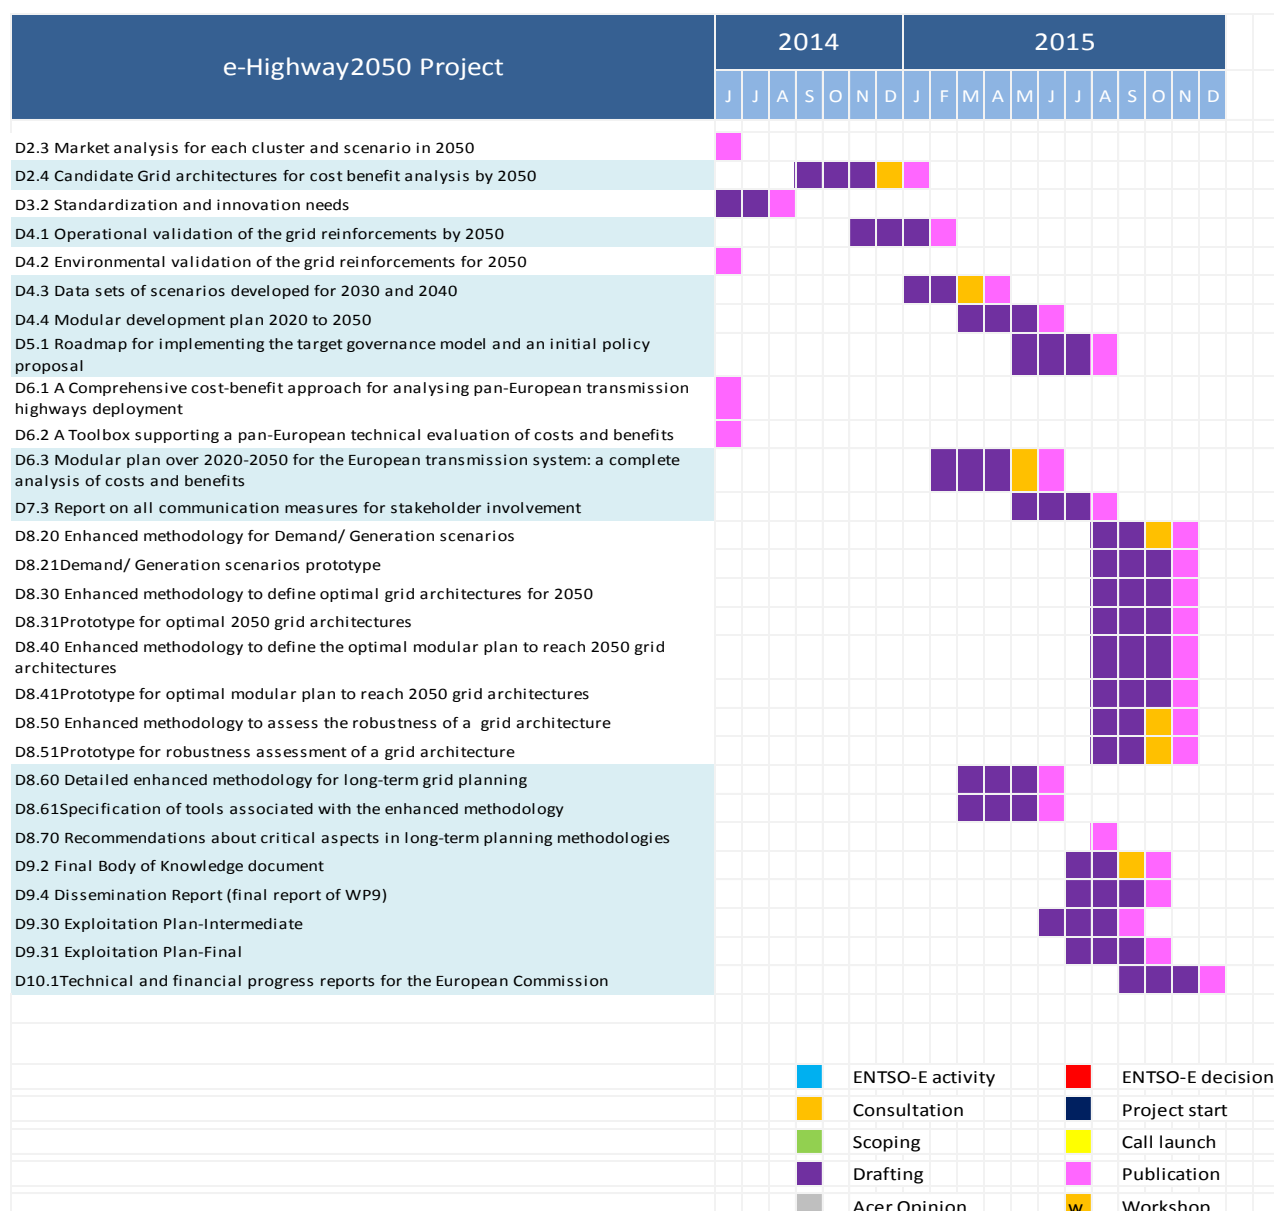 e-Highway2050 Project
2014
2015
J J A S O N D J F M A M J J A S O N D
D2.3 Market analysis for each cluster and scenario in 2050
D2.4 Candidate Grid architectures for cost benefit analysis by 2050
D3.2 Standardization and innovation needs
D4.1 Operational validation of the grid reinforcements by 2050
D4.2 Environmental validation of the grid reinforcements for 2050
D4.3 Data sets of scenarios developed for 2030 and 2040
D4.4 Modular development plan 2020 to 2050
D5.1 Roadmap for implementing the target governance model and an initial policy
proposal
D6.1 A Comprehensive cost-benefit approach for analysing pan-European transmission
highways deployment
D6.2 A Toolbox supporting a pan-European technical evaluation of costs and benefits
D6.3 Modular plan over 2020-2050 for the European transmission system: a complete
analysis of costs and benefits
D7.3 Report on all communication measures for stakeholder involvement
D8.20 Enhanced methodology for Demand/ Generation scenarios
D8.21Demand/ Generation scenarios prototype
D8.30 Enhanced methodology to define optimal grid architectures for 2050
D8.31Prototype for optimal 2050 grid architectures
D8.40 Enhanced methodology to define the optimal modular plan to reach 2050 grid
architectures
D8.41Prototype for optimal modular plan to reach 2050 grid architectures
D8.50 Enhanced methodology to assess the robustness of a  grid architecture
D8.51Prototype for robustness assessment of a grid architecture
D8.60 Detailed enhanced methodology for long-term grid planning
D8.61Specification of tools associated with the enhanced methodology
D8.70 Recommendations about critical aspects in long-term planning methodologies
D9.2 Final Body of Knowledge document
D9.4 Dissemination Report (final report of WP9)
D9.30 Exploitation Plan-Intermediate
D9.31 Exploitation Plan-Final
D10.1Technical and financial progress reports for the European Commission
ENTSO-E activity
ENTSO-E decision
Consultation
Project start
Scoping
Call launch
Drafting
Publication
Acer Opinion
w Workshop